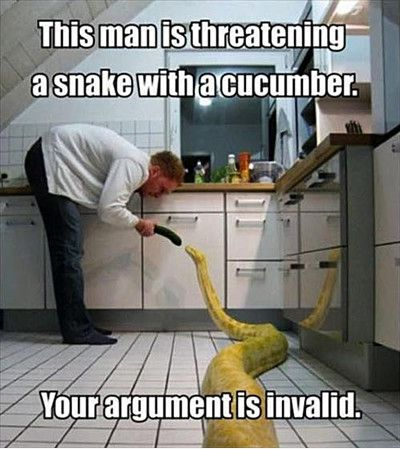 This man is threatening
a snake with a cucumber.
Your argument is invalid.